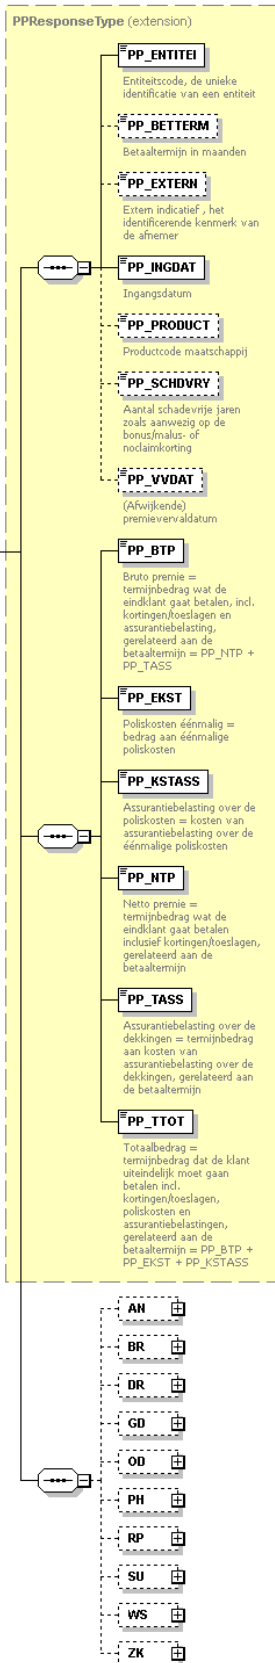 PPResponseType (extension)
PP_ENTITEI
Entiteitscode, de unieke
identificatie van een entiteit
PP_BETTERM
Betaaltermijn in maanden
PP_EXTERN
Extern indicatief , het
identificerende kenmerk van
de afnemer
PP_INGDAT
Ingangsdatum
PP_PRODUCT
Productcode maatschappij
PP_SCHDVRY
Aantal schadevrije jaren
zoals aanwezig op de
bonus/malus- of
noclaimkorting
PP_VVDAT
(Afwijkende)
premievervaldatum
PP_BTP
Bruto premie =
termijnbedrag wat de
eindklant gaat betalen, incl.
kortingen/toeslagen en
assurantiebelasting,
gerelateerd aan de
betaaltermijn = PP_NTP +
PP_TASS
PP_EKST
Poliskosten éénmalig =
bedrag aan éénmalige
poliskosten
PP_KSTASS
Assurantiebelasting over de
poliskosten = kosten van
assurantiebelasting over de
éénmalige poliskosten
PP_NTP
Netto premie =
termijnbedrag wat de
eindklant gaat betalen
inclusief kortingen/toeslagen,
gerelateerd aan de
betaaltermijn
PP_TASS
Assurantiebelasting over de
dekkingen = termijnbedrag
aan kosten van
assurantiebelasting over de
dekkingen, gerelateerd aan
de betaaltermijn
PP_TTOT
Totaalbedrag =
termijnbedrag dat de klant
uiteindelijk moet gaan
betalen incl.
kortingen/toeslagen,
poliskosten en
assurantiebelastingen,
gerelateerd aan de
betaaltermijn = PP_BTP +
PP_EKST + PP_KSTASS
AN
BR
DR
GD
OD
PH
RP
SU
WS
ZK